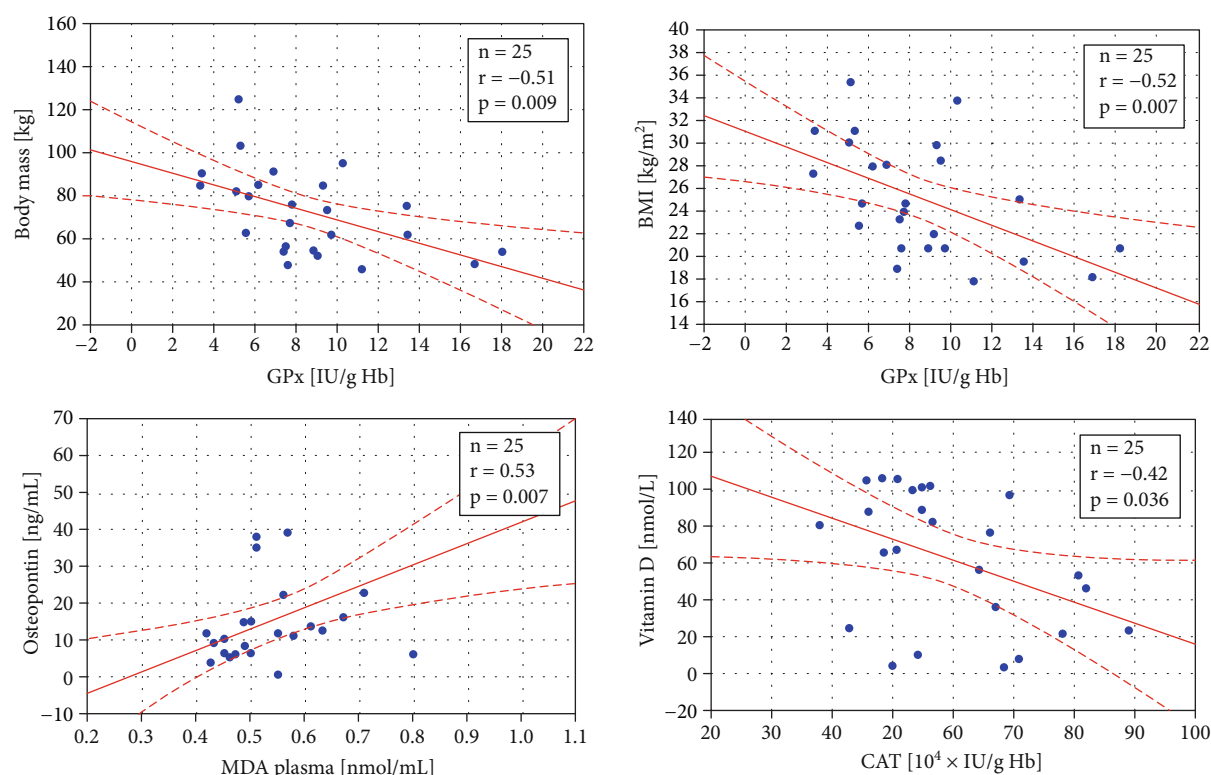 160
140
120
100
80
60
40
20
Body mass [kg]
n = 25
r = −0.51
p = 0.009
−2 0 2 4 6 8 10 12 14 16 18 20 22
GPx [IU/g Hb]
40
38
36
34
32
30
28
26
24
22
20
18
16
14
BMI [kg/m²]
n = 25
r = −0.52
p = 0.007
−2 0 2 4 6 8 10 12 14 16 18 20 22
GPx [IU/g Hb]
70
60
50
40
30
20
10
0
−10
Osteopontin [ng/mL]
n = 25
r = 0.53
p = 0.007
0.2 0.3 0.4 0.5 0.6 0.7 0.8 0.9 1.0 1.1
MDA plasma [nmol/mL]
140
120
100
80
60
40
20
0
−20
Vitamin D [nmol/L]
n = 25
r = −0.42
p = 0.036
20 30 40 50 60 70 80 90 100
CAT [10⁴ × IU/g Hb]